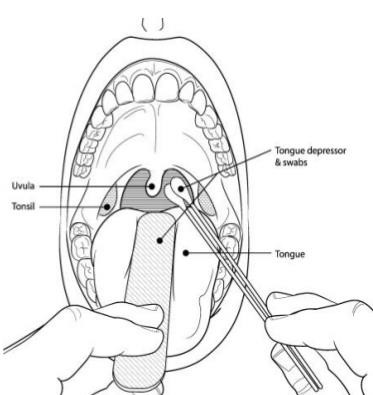 Tongue depressor
& swabs
Uvula
Tonsil
Tongue